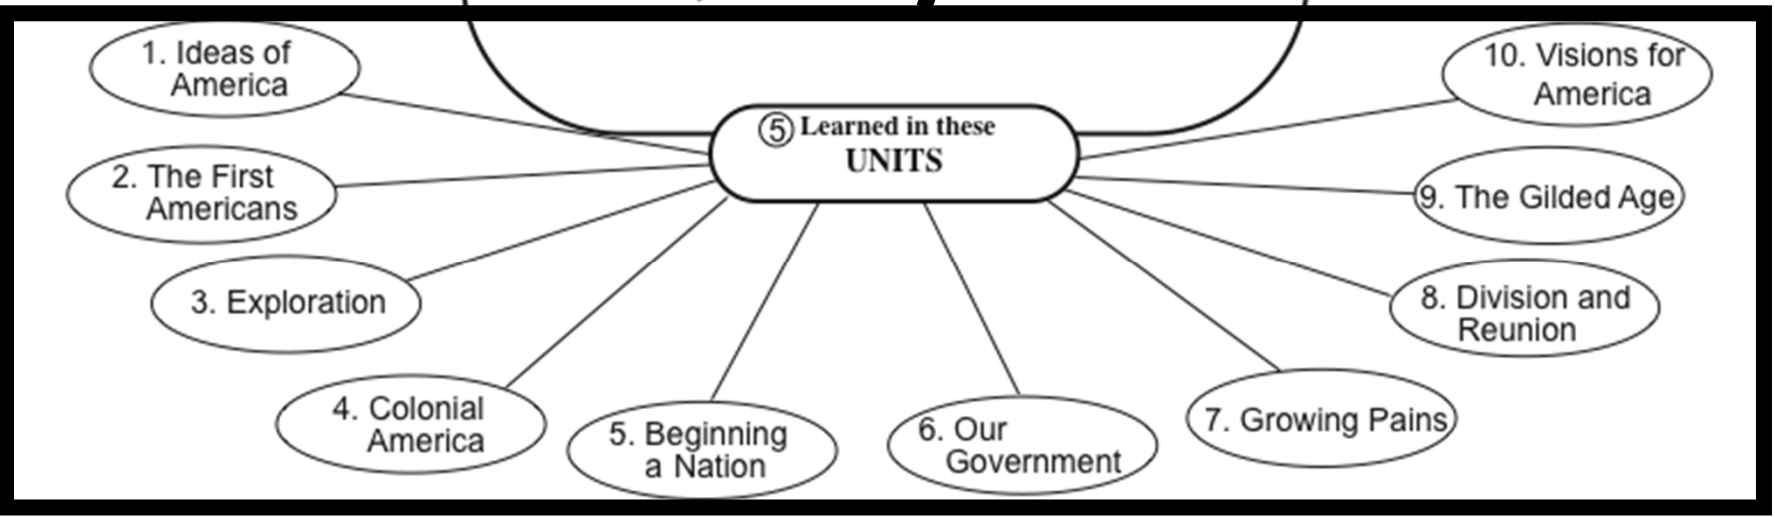 ⑤ Learned in these
UNITS
1. Ideas of
America
2. The First
Americans
3. Exploration
4. Colonial
America
5. Beginning
a Nation
6. Our
Government
7. Growing Pains
8. Division and
Reunion
9. The Gilded Age
10. Visions for
America